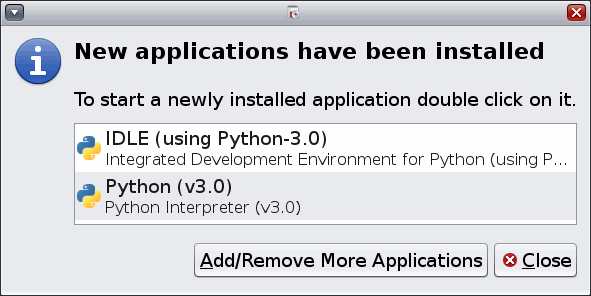 New applications have been installed
To start a newly installed application double click on it.
IDLE (using Python-3.0)
Integrated Development Environment for Python (using P...
Python (v3.0)
Python Interpreter (v3.0)
Add/Remove More Applications
Close